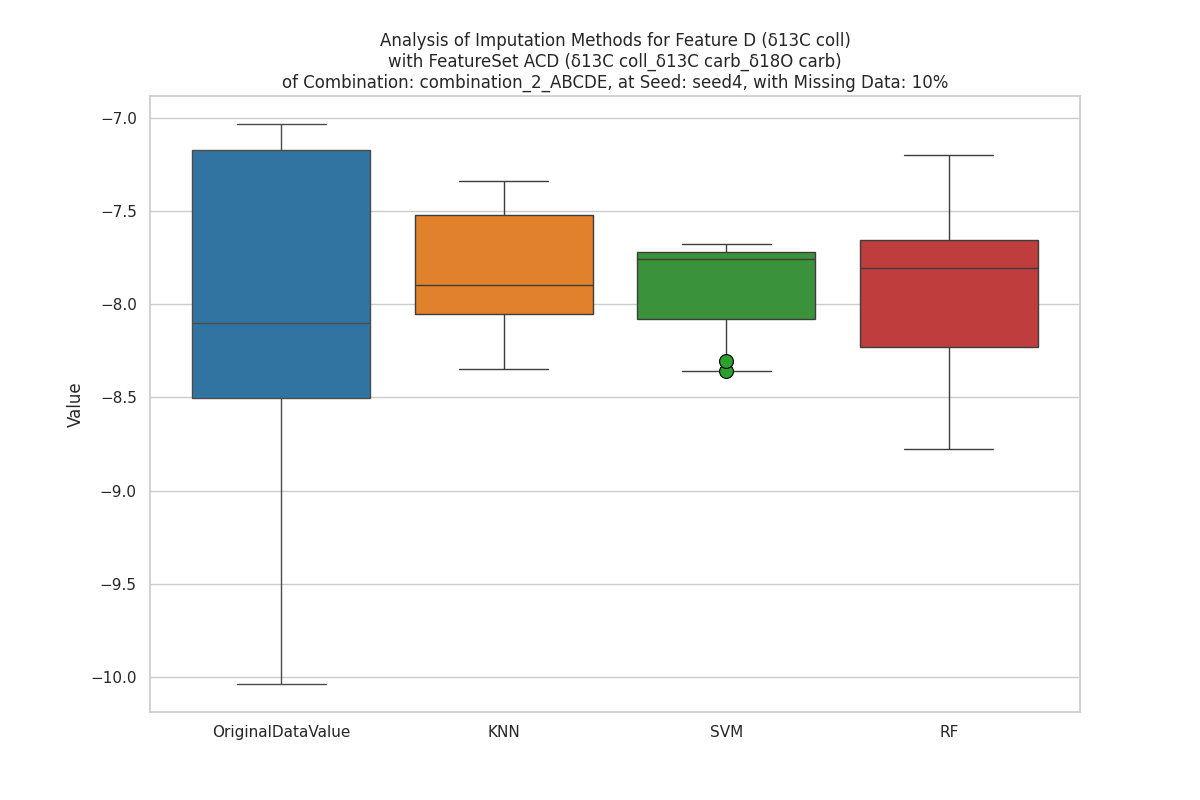 Analysis of Imputation Methods for Feature D (δ13C coll)
with FeatureSet ACD (δ13C coll_δ13C carb_δ18O carb)
of Combination: combination_2_ABCDE, at Seed: seed4, with Missing Data: 10%
−7.0
−7.5
−8.0
−8.5
−9.0
−9.5
−10.0
Value
OriginalDataValue
KNN
SVM
RF